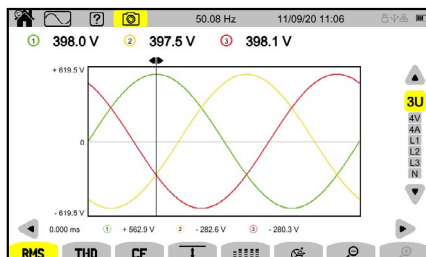 ? 50.08 Hz 11/09/20 11:06
1 398.0 V 2 397.5 V 3 398.1 V
+ 619.5 V
3U
4V
4A
0
L1
L2
L3
N
- 619.5 V
0.000 ms 1 + 562.9 V 2 - 282.6 V 3 - 280.3 V
RMS THD CF